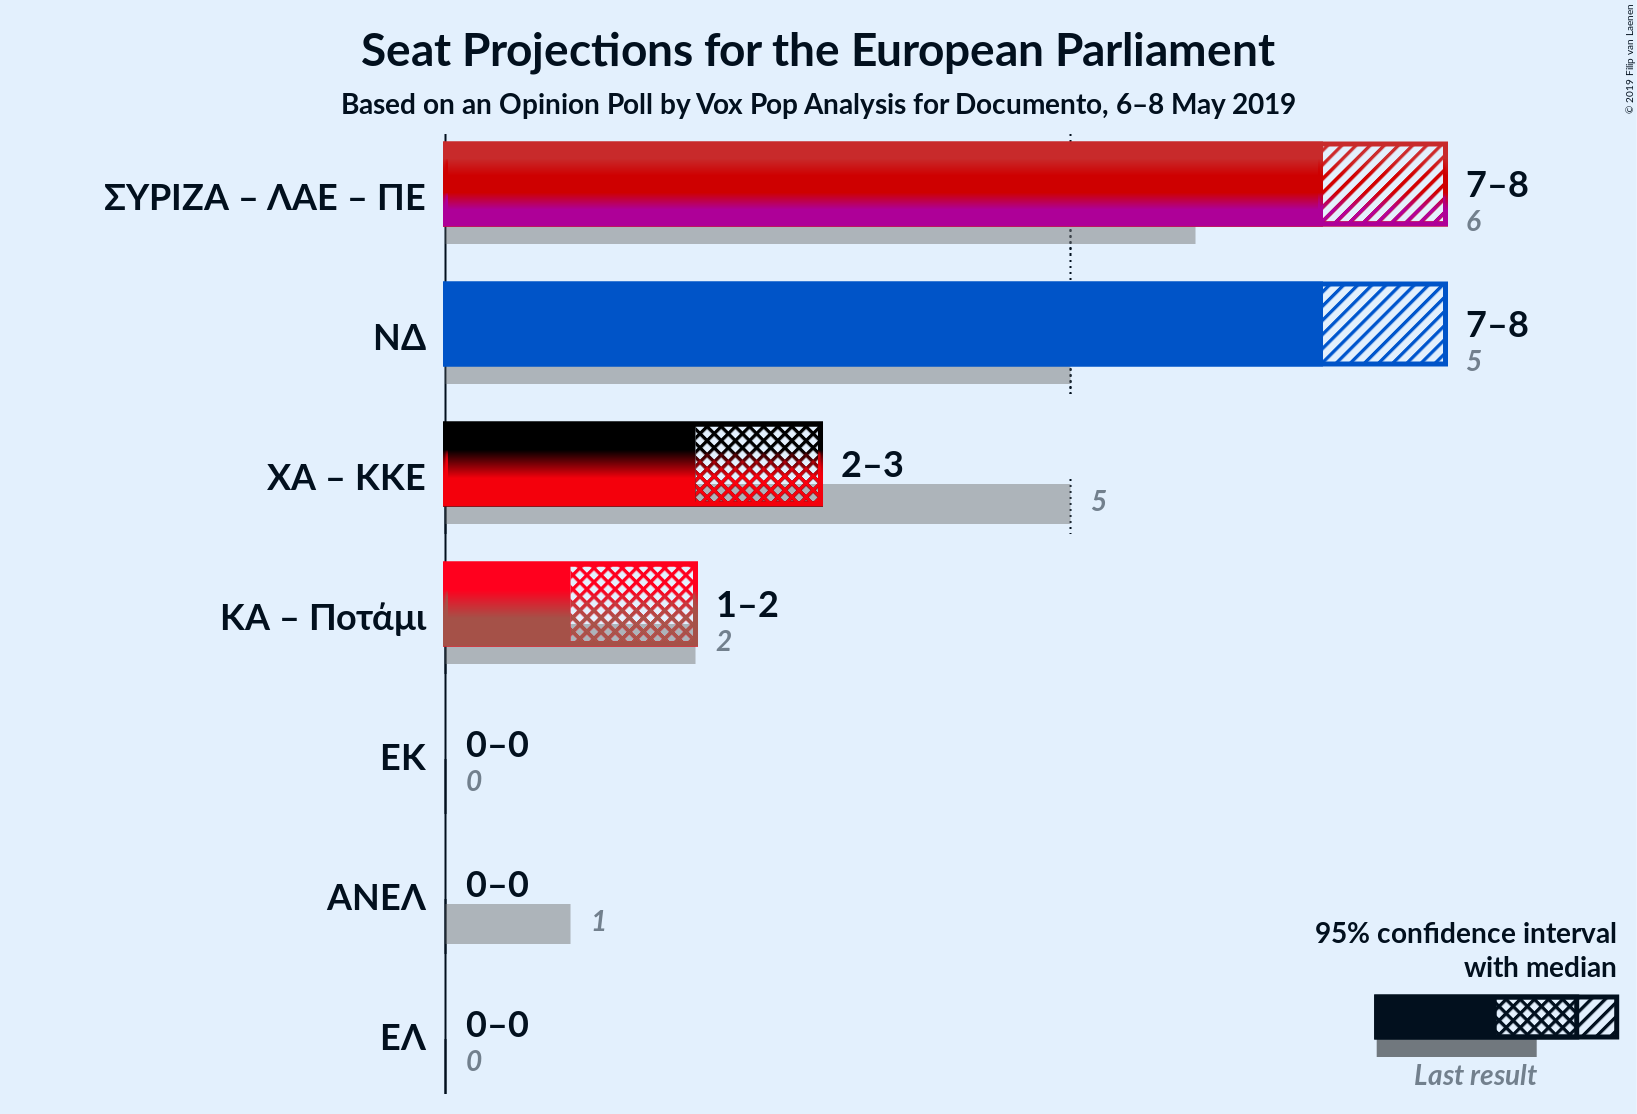 Seat Projections for the European Parliament
Based on an Opinion Poll by Vox Pop Analysis for Documento, 6–8 May 2019
© 2019 Filip van Laenen
ΣΥΡΙΖΑ – ΛΑΕ – ΠΕ
7–8
6
ΝΔ
7–8
5
ΧΑ – ΚΚΕ
2–3
5
ΚΑ – Ποτάμι
1–2
2
ΕΚ
0–0
0
ΑΝΕΛ
0–0
1
ΕΛ
0–0
0
95% confidence interval
with median
Last result